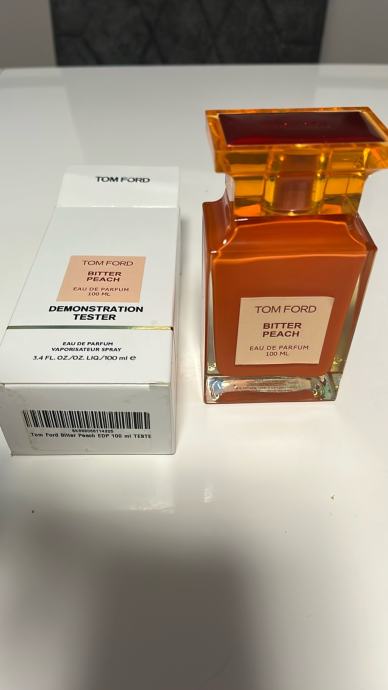 TOM FORD
TOM FORD
BITTER
PEACH
EAU DE PARFUM
100 ML
DEMONSTRATION
TESTER
EAU DE PARFUM
VAPORISATEUR SPRAY
3.4 FL. OZ./OZ. LIQ./100 ml e
Tom Ford Bitter Peach EDP 100 ml TESTE
TOM FORD
BITTER
PEACH
EAU DE PARFUM
100 ML